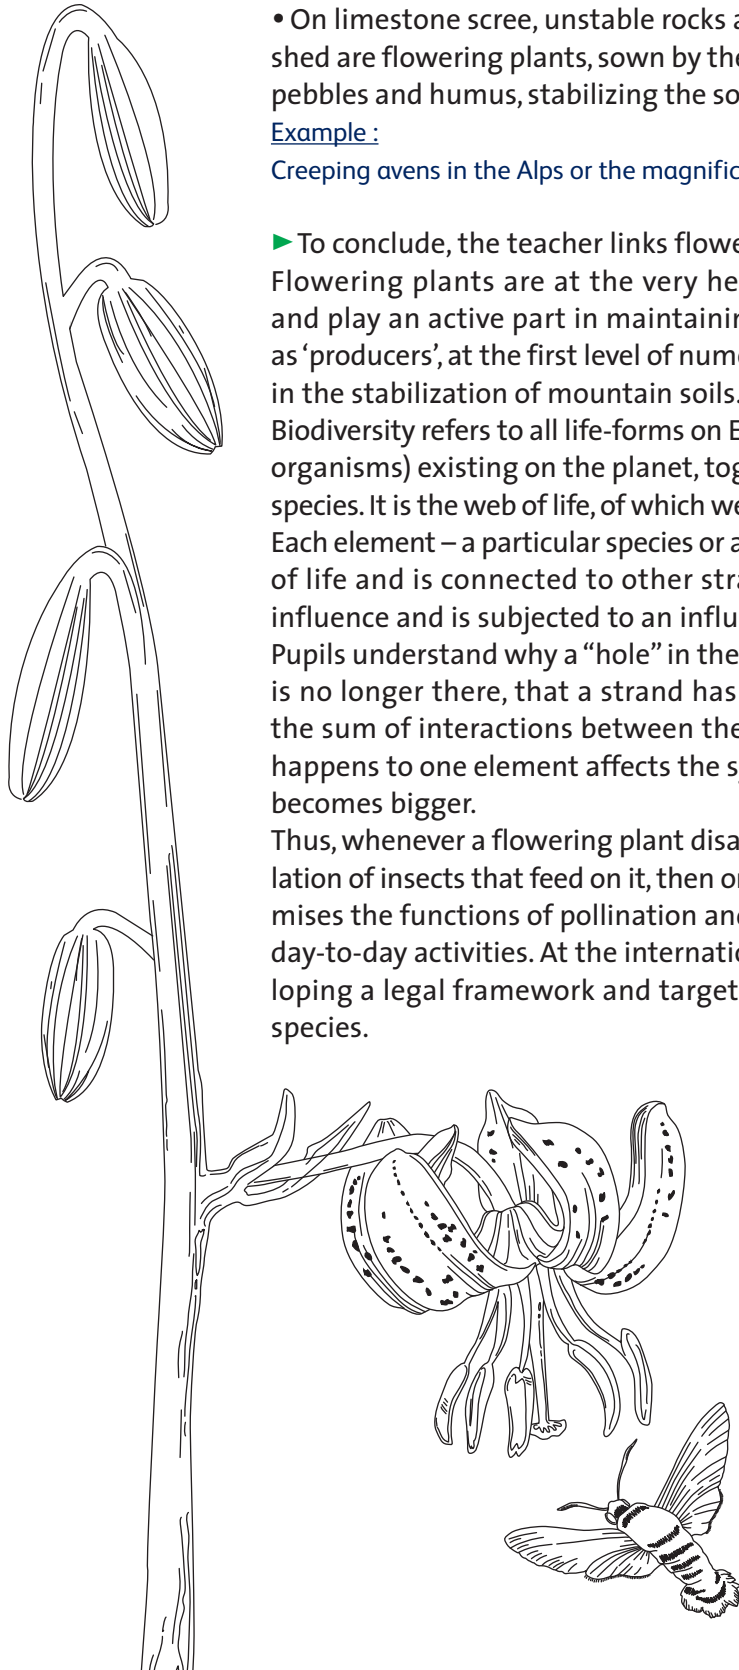 • On limestone scree, unstable rocks
shed are flowering plants, sown by the
pebbles and humus, stabilizing the so
Example :
Creeping avens in the Alps or the magnific
► To conclude, the teacher links flowe
Flowering plants are at the very he
and play an active part in maintainin
as ‘producers’, at the first level of nume
in the stabilization of mountain soils.
Biodiversity refers to all life-forms on E
organisms) existing on the planet, tog
species. It is the web of life, of which we
Each element – a particular species or a
of life and is connected to other stra
influence and is subjected to an influ
Pupils understand why a “hole” in the
is no longer there, that a strand has
the sum of interactions between the
happens to one element affects the s
becomes bigger.
Thus, whenever a flowering plant disa
lation of insects that feed on it, then or
mises the functions of pollination and
day-to-day activities. At the internatio
loping a legal framework and target
species.